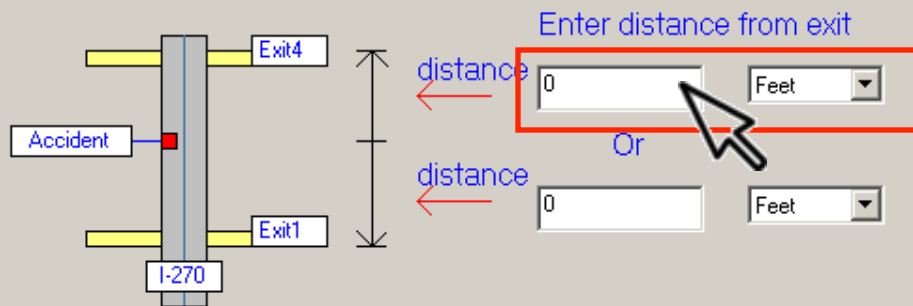 Enter distance from exit
Exit4
distance
0
Feet
Accident
Or
distance
0
Feet
Exit1
I-270